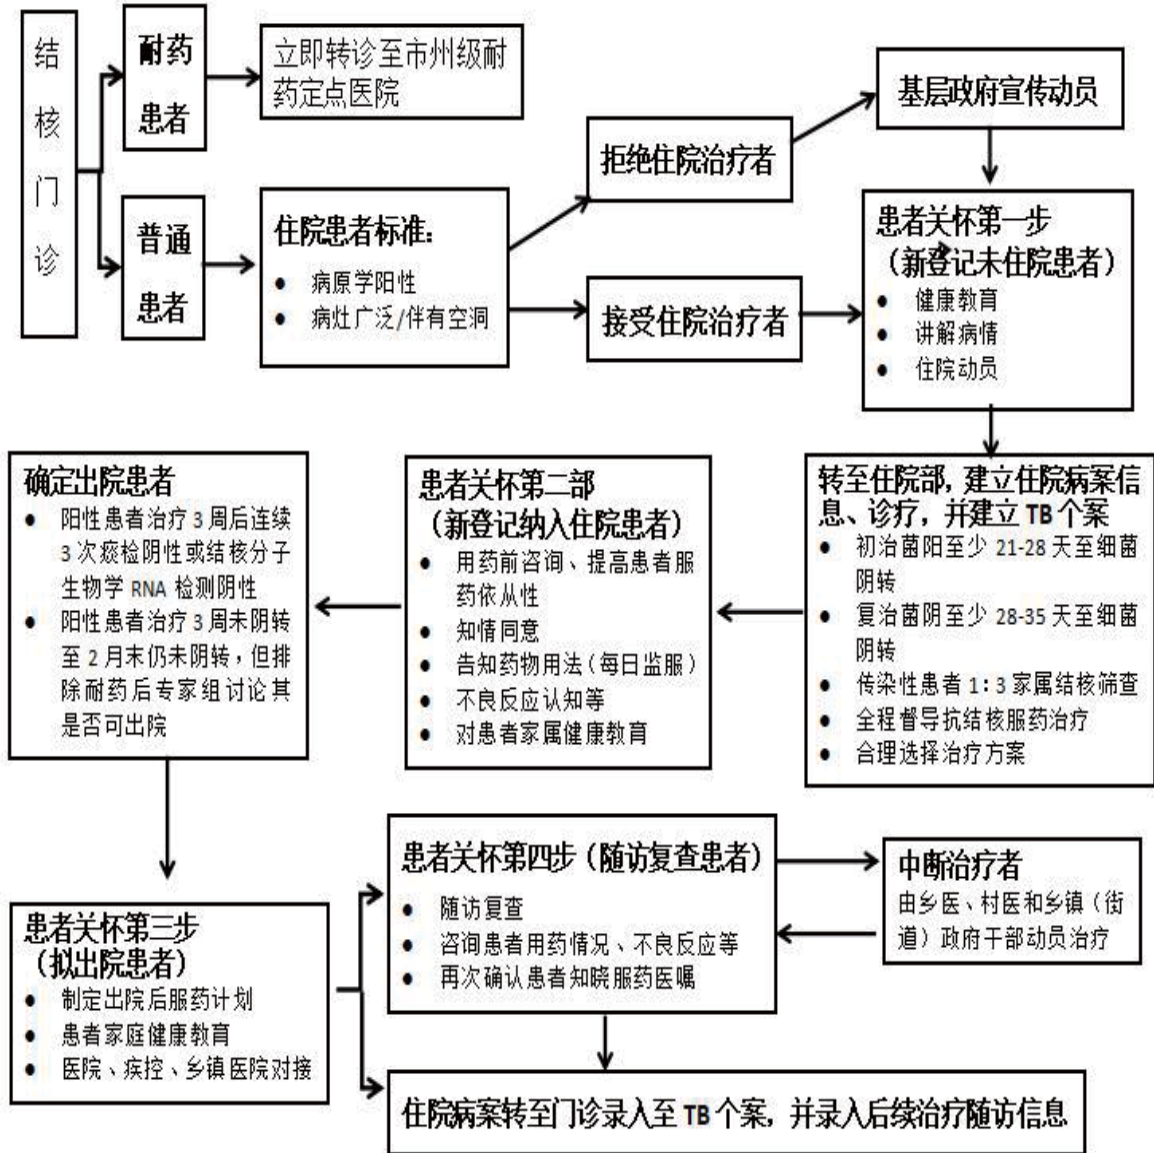 结
核
门
诊
耐药
患者
立即转诊至市州级耐
药定点医院
普通
患者
住院患者标准：
● 病原学阳性
● 病灶广泛/伴有空洞
拒绝住院治疗者
接受住院治疗者
基层政府宣传动员
患者关怀第一步
（新登记未住院患者）
● 健康教育
● 讲解病情
● 住院动员
转至住院部，建立住院病案信
息、诊疗，并建立 TB 个案
● 初治菌阳至少 21-28 天至细菌
阴转
● 复治菌阴至少 28-35 天至细菌
阴转
● 传染性患者 1：3 家属结核筛查
● 全程督导抗结核服药治疗
● 合理选择治疗方案
患者关怀第二部
（新登记纳入住院患者）
● 用药前咨询、提高患者服
药依从性
● 知情同意
● 告知药物用法（每日监服）
● 不良反应认知等
● 对患者家属健康教育
确定出院患者
● 阳性患者治疗 3 周后连续
3 次痰检阴性或结核分子
生物学 RNA 检测阴性
● 阳性患者治疗 3 周未阴转
至 2 月末仍未阴转，但排
除耐药后专家组讨论其
是否可出院
患者关怀第三步
（拟出院患者）
● 制定出院后服药计划
● 患者家庭健康教育
● 医院、疾控、乡镇医院对接
患者关怀第四步（随访复查患者）
● 随访复查
● 咨询患者用药情况、不良反应等
● 再次确认患者知晓服药医嘱
中断治疗者
由乡医、村医和乡镇（街
道）政府干部动员治疗
住院病案转至门诊录入至 TB 个案，并录入后续治疗随访信息